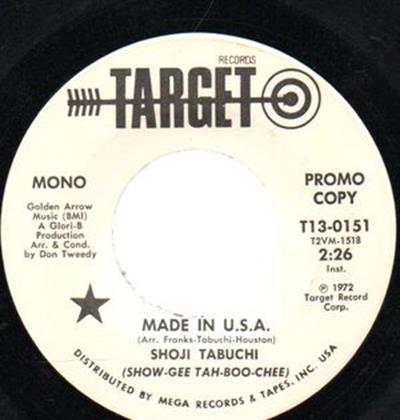 RECORDS
TARGET
MONO
Golden Arrow
Music (BMI)
A Glori-B
Production
Arr. & Cond.
by Don Tweedy
PROMO
COPY
T13-0151
T2VM-1518
2:26
Inst.
℗ 1972
Target Record
Corp.
MADE IN U.S.A.
(Arr. Franks-Tabuchi-Houston)
SHOJI TABUCHI
(SHOW-GEE TAH-BOO-CHEE)
DISTRIBUTED BY MEGA RECORDS & TAPES, INC. USA